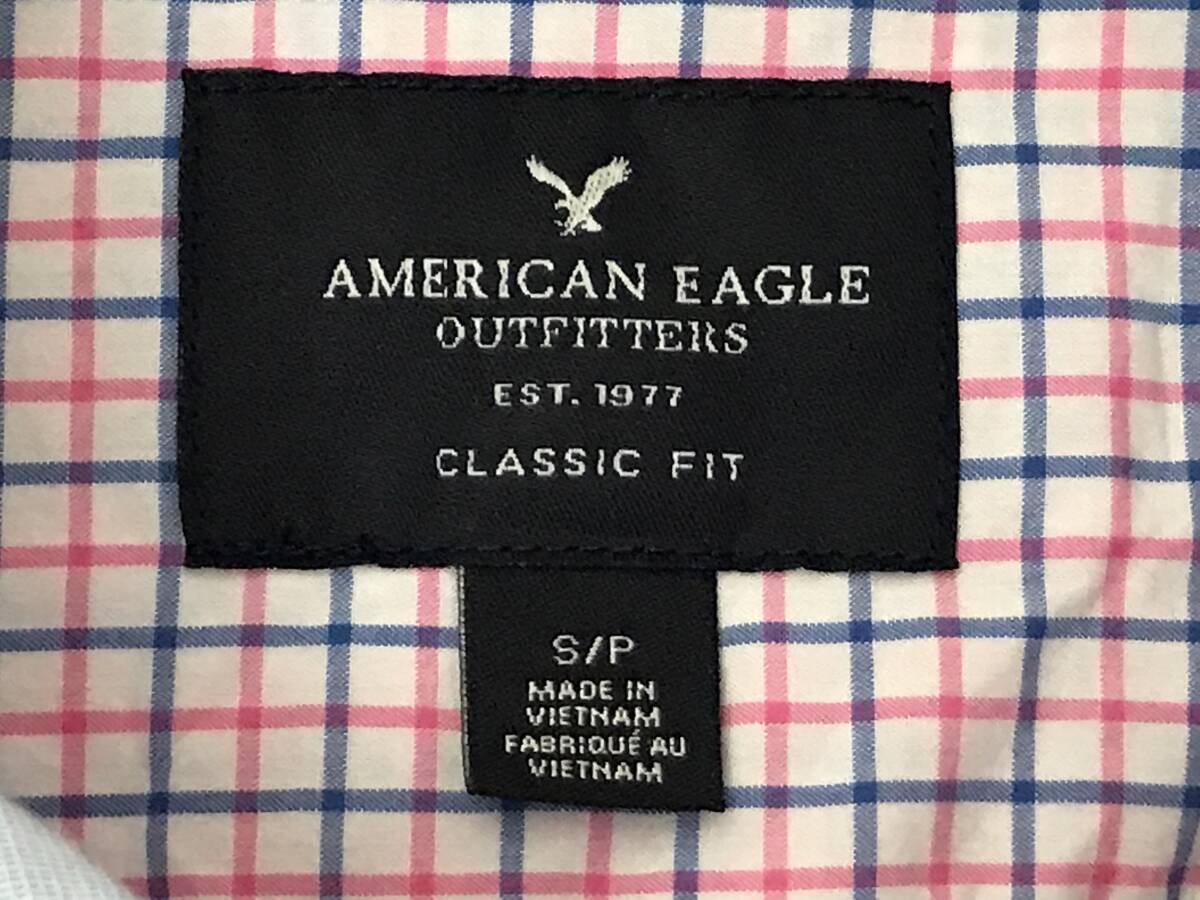 AMERICAN EAGLE
OUTFITTERS
EST. 1977
CLASSIC FIT
S/P
MADE IN
VIETNAM
FABRIQUÉ AU
VIETNAM